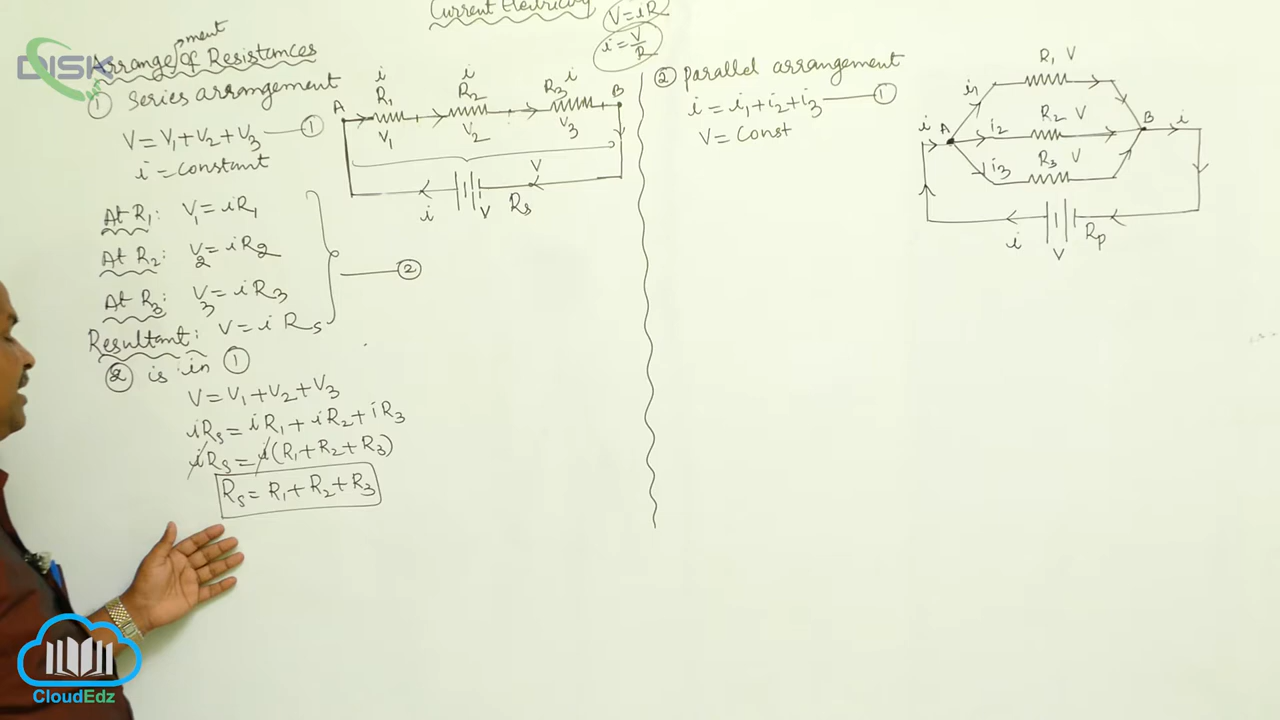 Current Electricity
V = iR
i = V/R
DISK
Arrangement of Resistances
① Series arrangement
V = V₁ + V₂ + V₃ — ①
i = constant
At R₁: V₁ = iR₁
At R₂: V₂ = iR₂
At R₃: V₃ = iR₃
— ②
Resultant: V = i Rₛ
② is in ①
V = V₁ + V₂ + V₃
iRₛ = iR₁ + iR₂ + iR₃
iRₛ = i(R₁ + R₂ + R₃)
Rₛ = R₁ + R₂ + R₃
i i i
A R₁ R₂ R₃ B
V₁ V₂ V₃
V
i V Rₛ
② Parallel arrangement
i = i₁ + i₂ + i₃ — ①
V = Const
R₁ V
i₁
i A i₂ R₂ V B i
i₃ R₃ V
i V Rₚ
CloudEdz